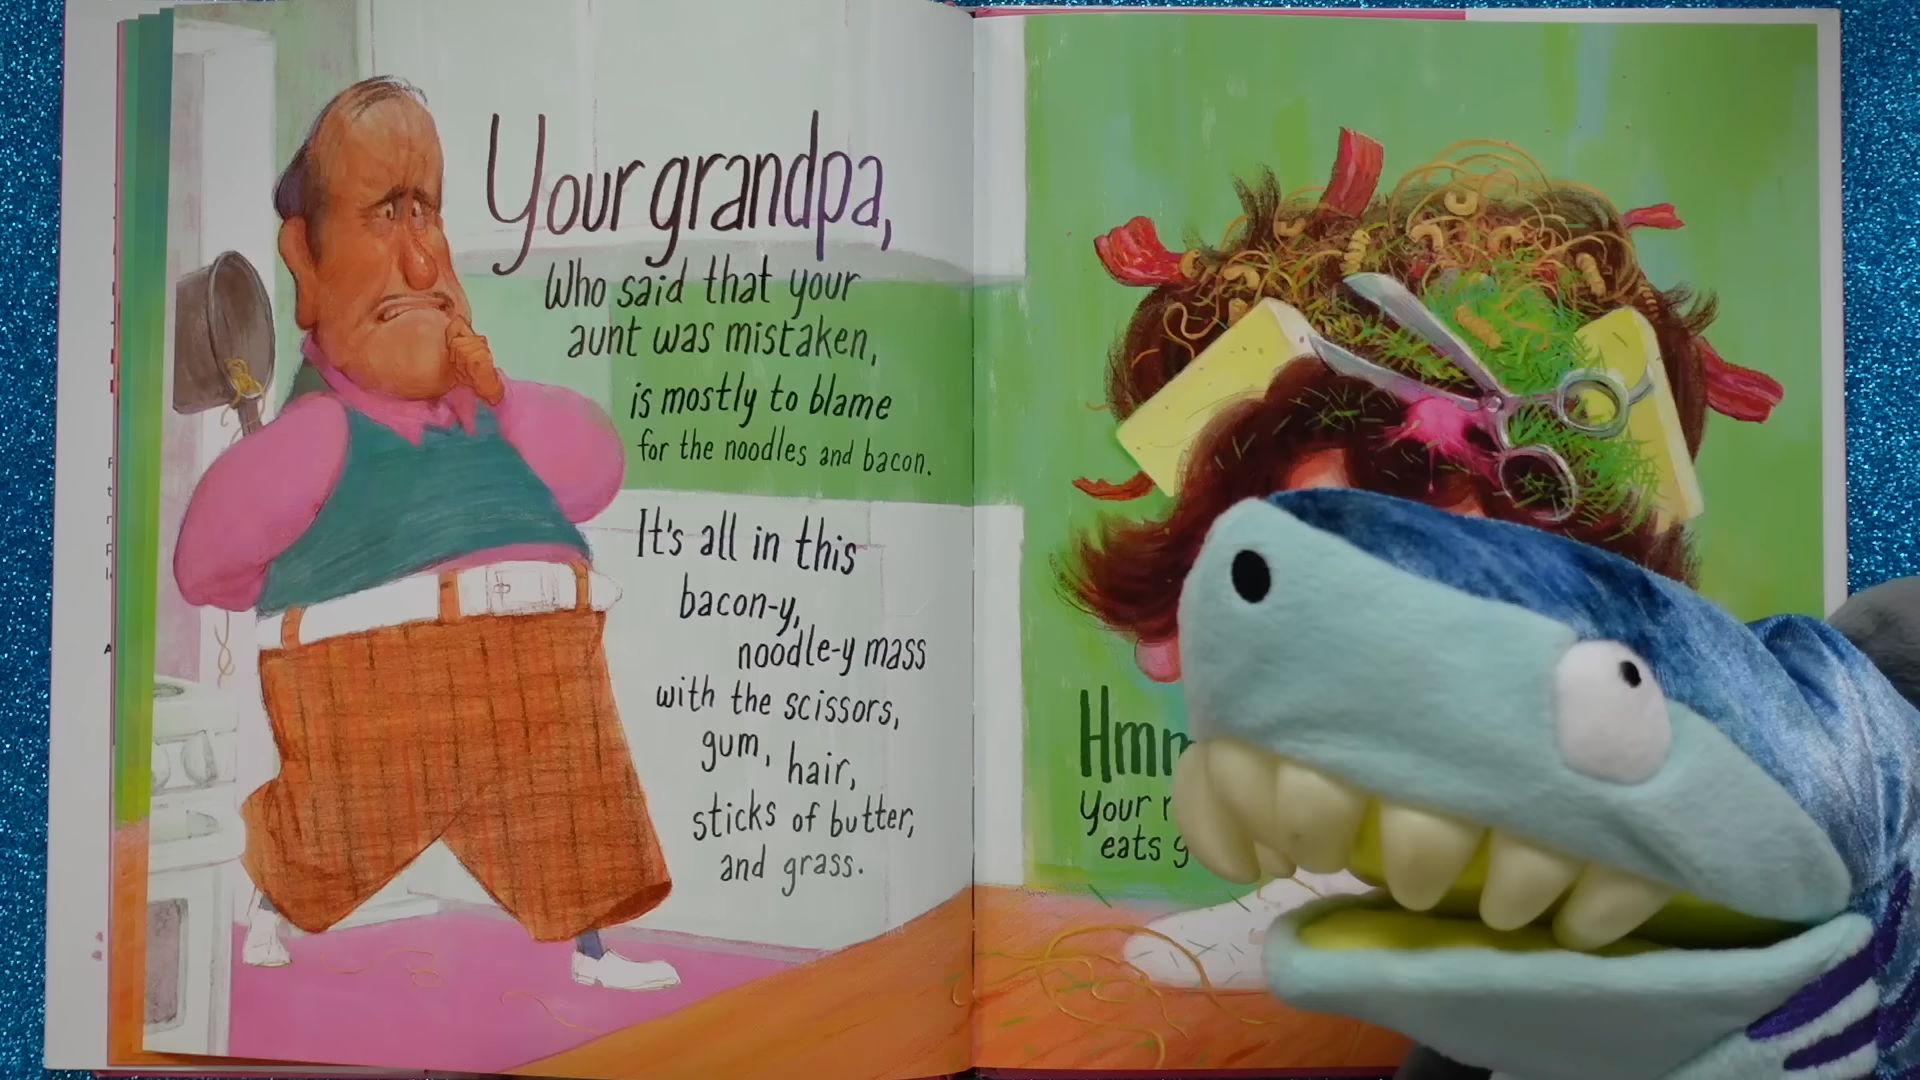 Your grandpa,
Who said that your
aunt was mistaken,
is mostly to blame
for the noodles and bacon.
It's all in this
bacon-y,
noodle-y mass
with the scissors,
gum, hair,
sticks of butter,
and grass.
Your
eats